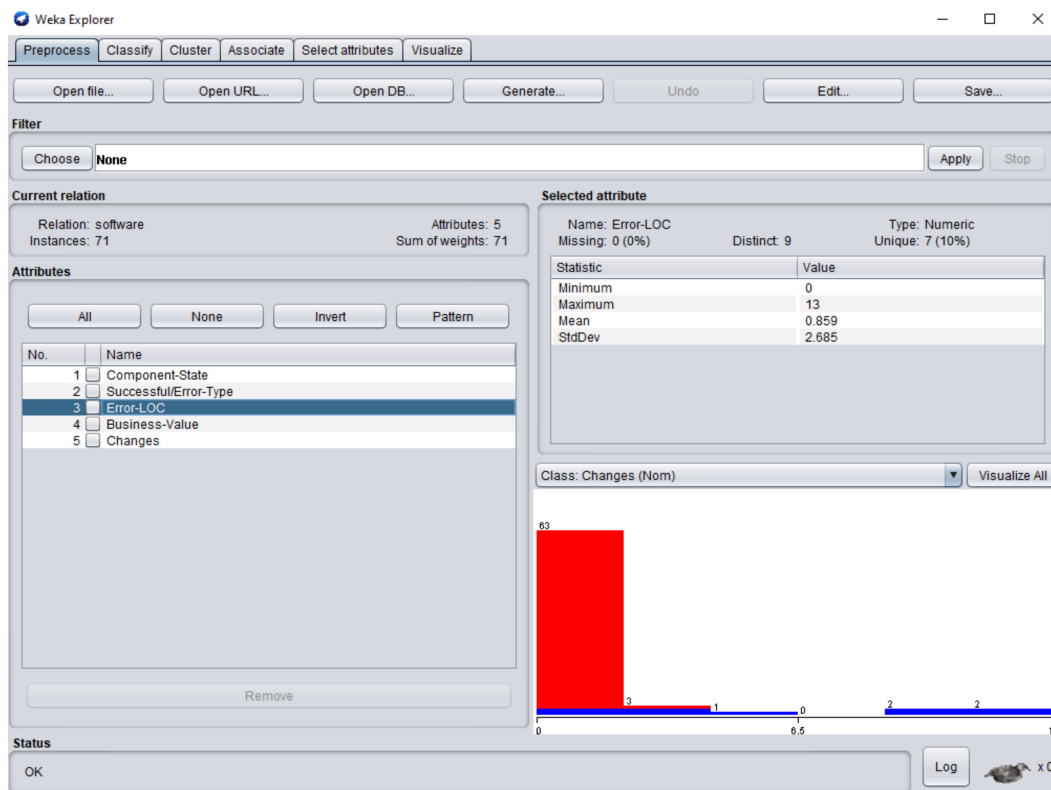 Weka Explorer
Preprocess Classify Cluster Associate Select attributes Visualize
Open file... Open URL... Open DB... Generate... Undo Edit... Save...
Filter
Choose None Apply Stop
Current relation
Relation: software Attributes: 5
Instances: 71 Sum of weights: 71
Selected attribute
Name: Error-LOC Type: Numeric
Missing: 0 (0%) Distinct: 9 Unique: 7 (10%)
Statistic Value
Minimum 0
Maximum 13
Mean 0.859
StdDev 2.685
Attributes
All None Invert Pattern
No. Name
1 Component-State
2 Successful/Error-Type
3 Error-LOC
4 Business-Value
5 Changes
Remove
Class: Changes (Nom) Visualize All
63
3 1 0 2 2
0 6.5 1
Status
OK
Log x 0